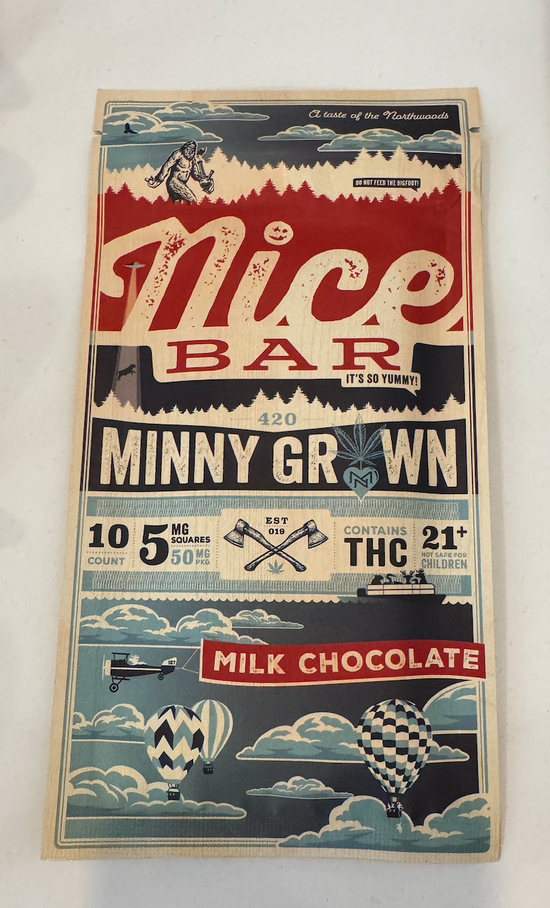 A taste of the Northwoods
DO NOT FEED THE BIGFOOT!
Nice
BAR
IT'S SO YUMMY!
420
MINNY GROWN
10 COUNT
5 MG SQUARES
50 MG PKG
EST
019
CONTAINS
THC
21+
NOT SAFE FOR
CHILDREN
MILK CHOCOLATE